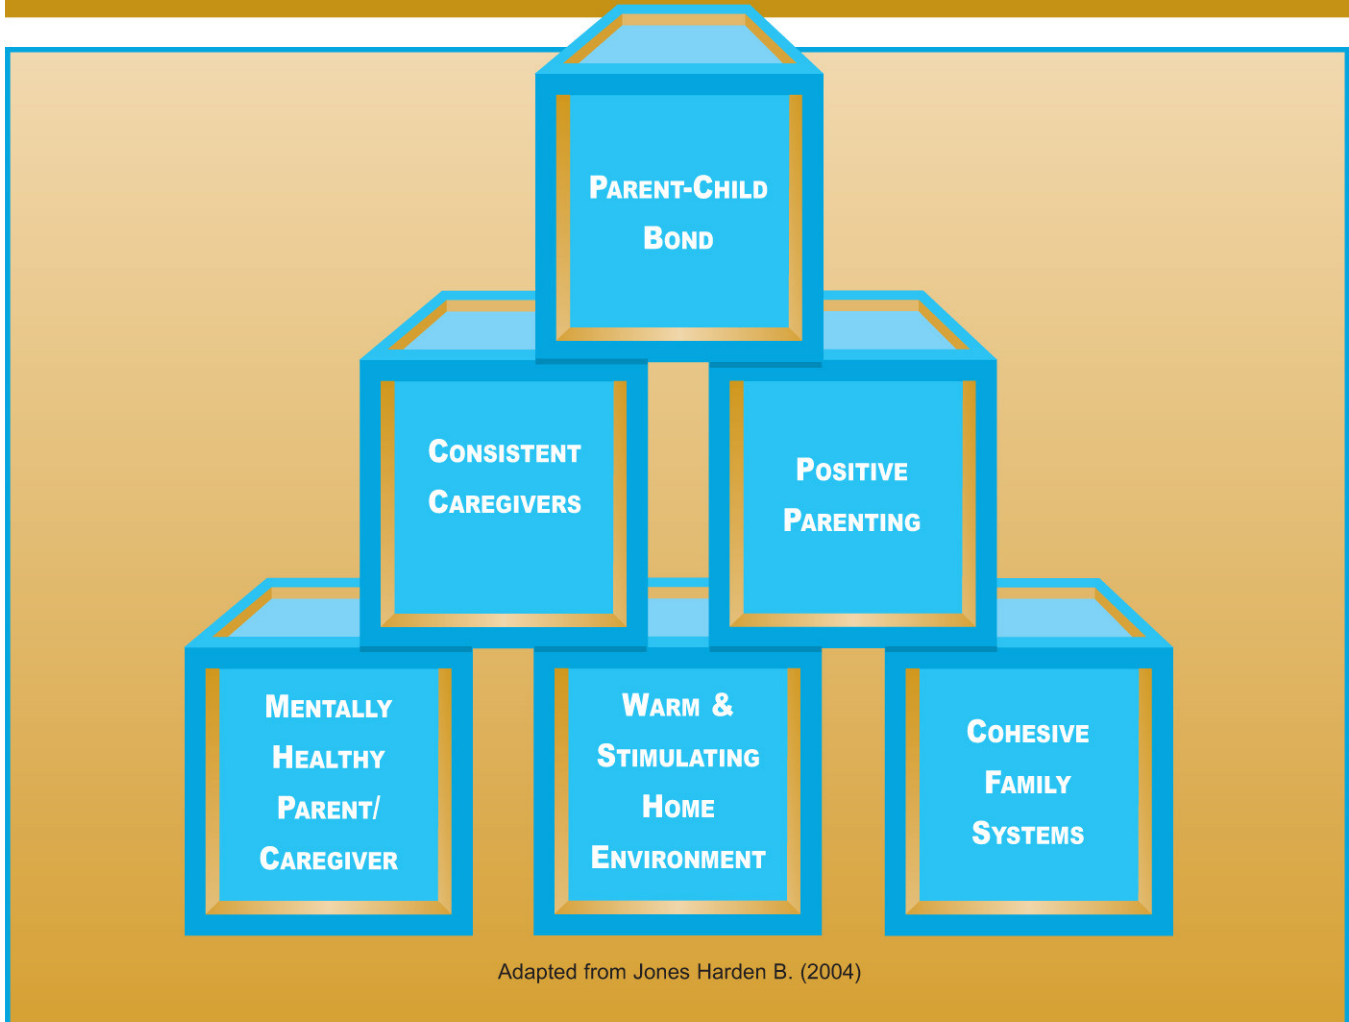 PARENT-CHILD
BOND
CONSISTENT
CAREGIVERS
POSITIVE
PARENTING
MENTALLY
HEALTHY
PARENT/
CAREGIVER
WARM &
STIMULATING
HOME
ENVIRONMENT
COHESIVE
FAMILY
SYSTEMS
Adapted from Jones Harden B. (2004)